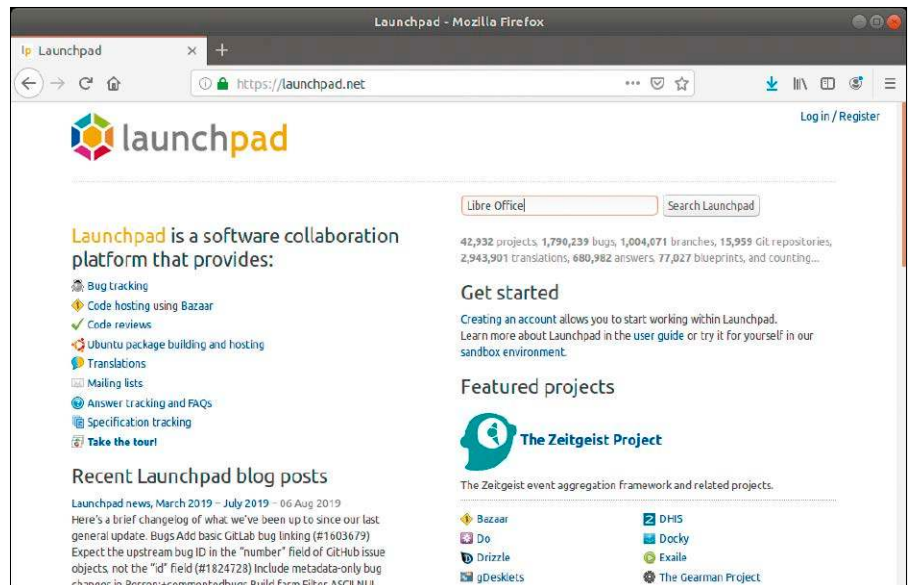 Launchpad - Mozilla Firefox
lp Launchpad
https://launchpad.net
Log in / Register
launchpad
Libre Office
Search Launchpad
42,932 projects, 1,790,239 bugs, 1,004,071 branches, 15,959 Git repositories,
2,943,901 translations, 680,982 answers, 77,027 blueprints, and counting...
Launchpad is a software collaboration
platform that provides:
Bug tracking
Code hosting using Bazaar
Code reviews
Ubuntu package building and hosting
Translations
Mailing lists
Answer tracking and FAQs
Specification tracking
Take the tour!
Recent Launchpad blog posts
Launchpad news, March 2019 – July 2019 – 06 Aug 2019
Here's a brief changelog of what we've been up to since our last
general update. Bugs Add basic GitLab bug linking (#1603679)
Expect the upstream bug ID in the "number" field of GitHub issue
objects, not the "id" field (#1824728) Include metadata-only bug
changes in Person:+commentedbugs Build farm Filter ASCII NUL
Get started
Creating an account allows you to start working within Launchpad.
Learn more about Launchpad in the user guide or try it for yourself in our
sandbox environment.
Featured projects
The Zeitgeist Project
The Zeitgeist event aggregation framework and related projects.
Bazaar
DHIS
Do
Docky
Drizzle
Exaile
gDesklets
The Gearman Project